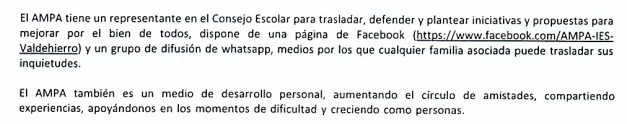 El AMPA tiene un representante en el Consejo Escolar para trasladar, defender y plantear iniciativas y propuestas para
mejorar por el bien de todos, dispone de una página de Facebook (https://www.facebook.com/AMPA-IES-
Valdehierro) y un grupo de difusión de whatsapp, medios por los que cualquier familia asociada puede trasladar sus
inquietudes.
El AMPA también es un medio de desarrollo personal, aumentando el círculo de amistades, compartiendo
experiencias, apoyándonos en los momentos de dificultad y creciendo como personas.